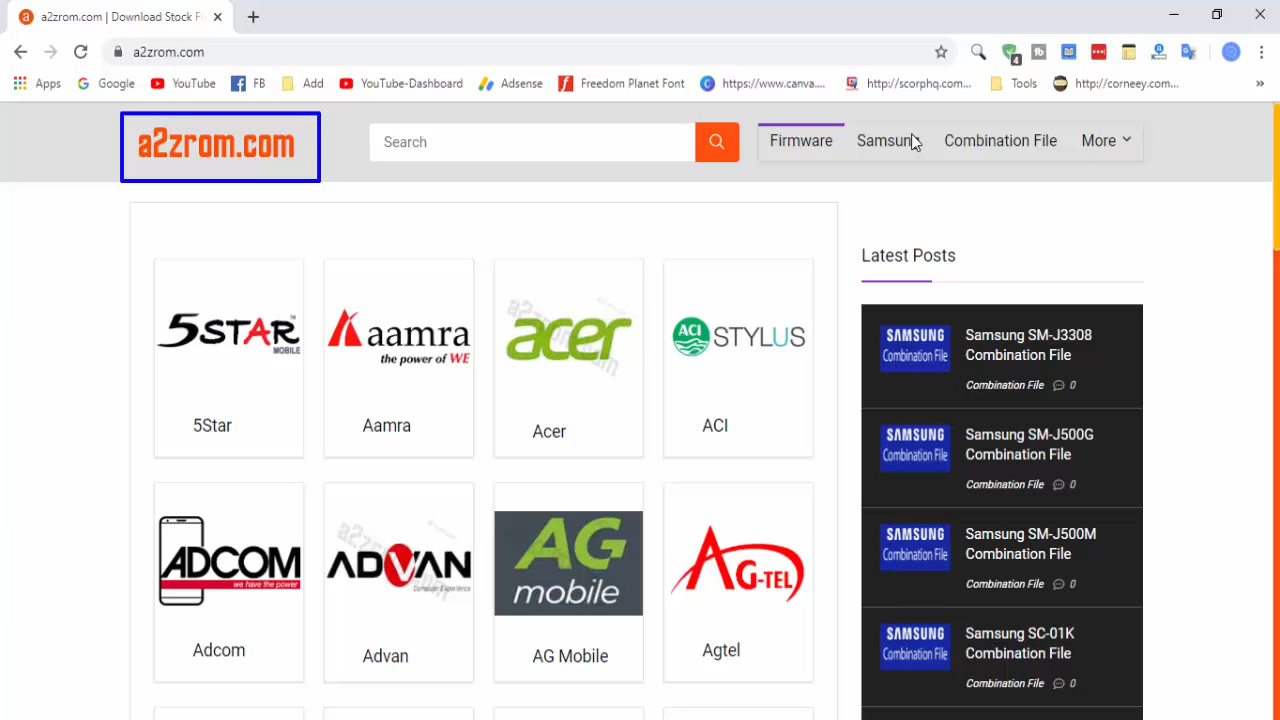 a2zrom.com | Download Stock Fi
a2zrom.com
Apps Google YouTube FB Add YouTube-Dashboard Adsense Freedom Planet Font https://www.canva.... http://scorphq.com... Tools http://corneey.com... »
a2zrom.com
Search
Firmware Samsung Combination File More
5STAR
MOBILE
5Star
aamra
the power of WE
Aamra
acer
Acer
ACI STYLUS
ACI
ADCOM
we have the power
Adcom
ADVAN
Computer Experience
Advan
AG
mobile
AG Mobile
AG-TEL
Agtel
Latest Posts
SAMSUNG
Combination File
Samsung SM-J3308
Combination File
Combination File 0
SAMSUNG
Combination File
Samsung SM-J500G
Combination File
Combination File 0
SAMSUNG
Combination File
Samsung SM-J500M
Combination File
Combination File 0
SAMSUNG
Combination File
Samsung SC-01K
Combination File
Combination File 0